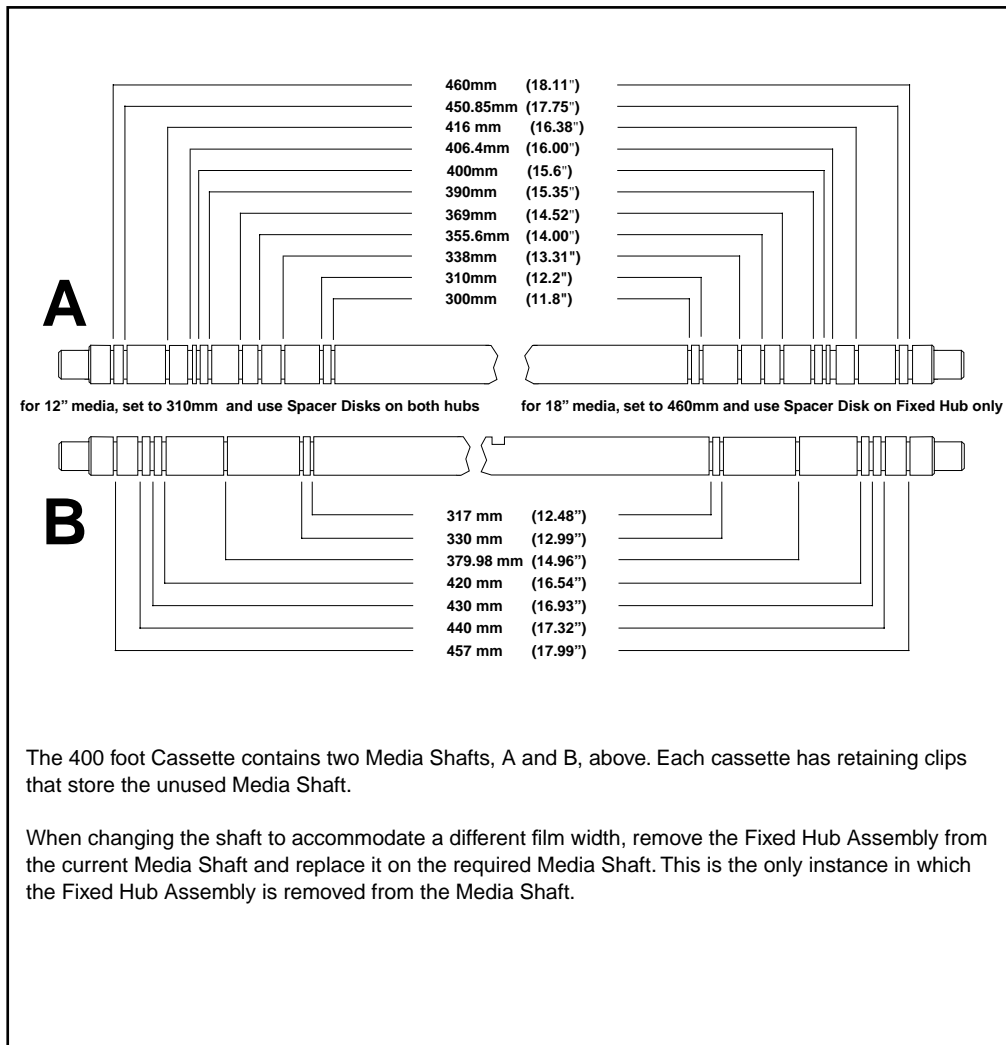 460mm (18.11")
450.85mm (17.75")
416 mm (16.38")
406.4mm (16.00")
400mm (15.6")
390mm (15.35")
369mm (14.52")
355.6mm (14.00")
338mm (13.31")
310mm (12.2")
300mm (11.8")
A
for 12” media, set to 310mm and use Spacer Disks on both hubs
for 18” media, set to 460mm and use Spacer Disk on Fixed Hub only
B
317 mm (12.48”)
330 mm (12.99”)
379.98 mm (14.96”)
420 mm (16.54”)
430 mm (16.93”)
440 mm (17.32”)
457 mm (17.99”)
The 400 foot Cassette contains two Media Shafts, A and B, above. Each cassette has retaining clips
that store the unused Media Shaft.
When changing the shaft to accommodate a different film width, remove the Fixed Hub Assembly from
the current Media Shaft and replace it on the required Media Shaft. This is the only instance in which
the Fixed Hub Assembly is removed from the Media Shaft.